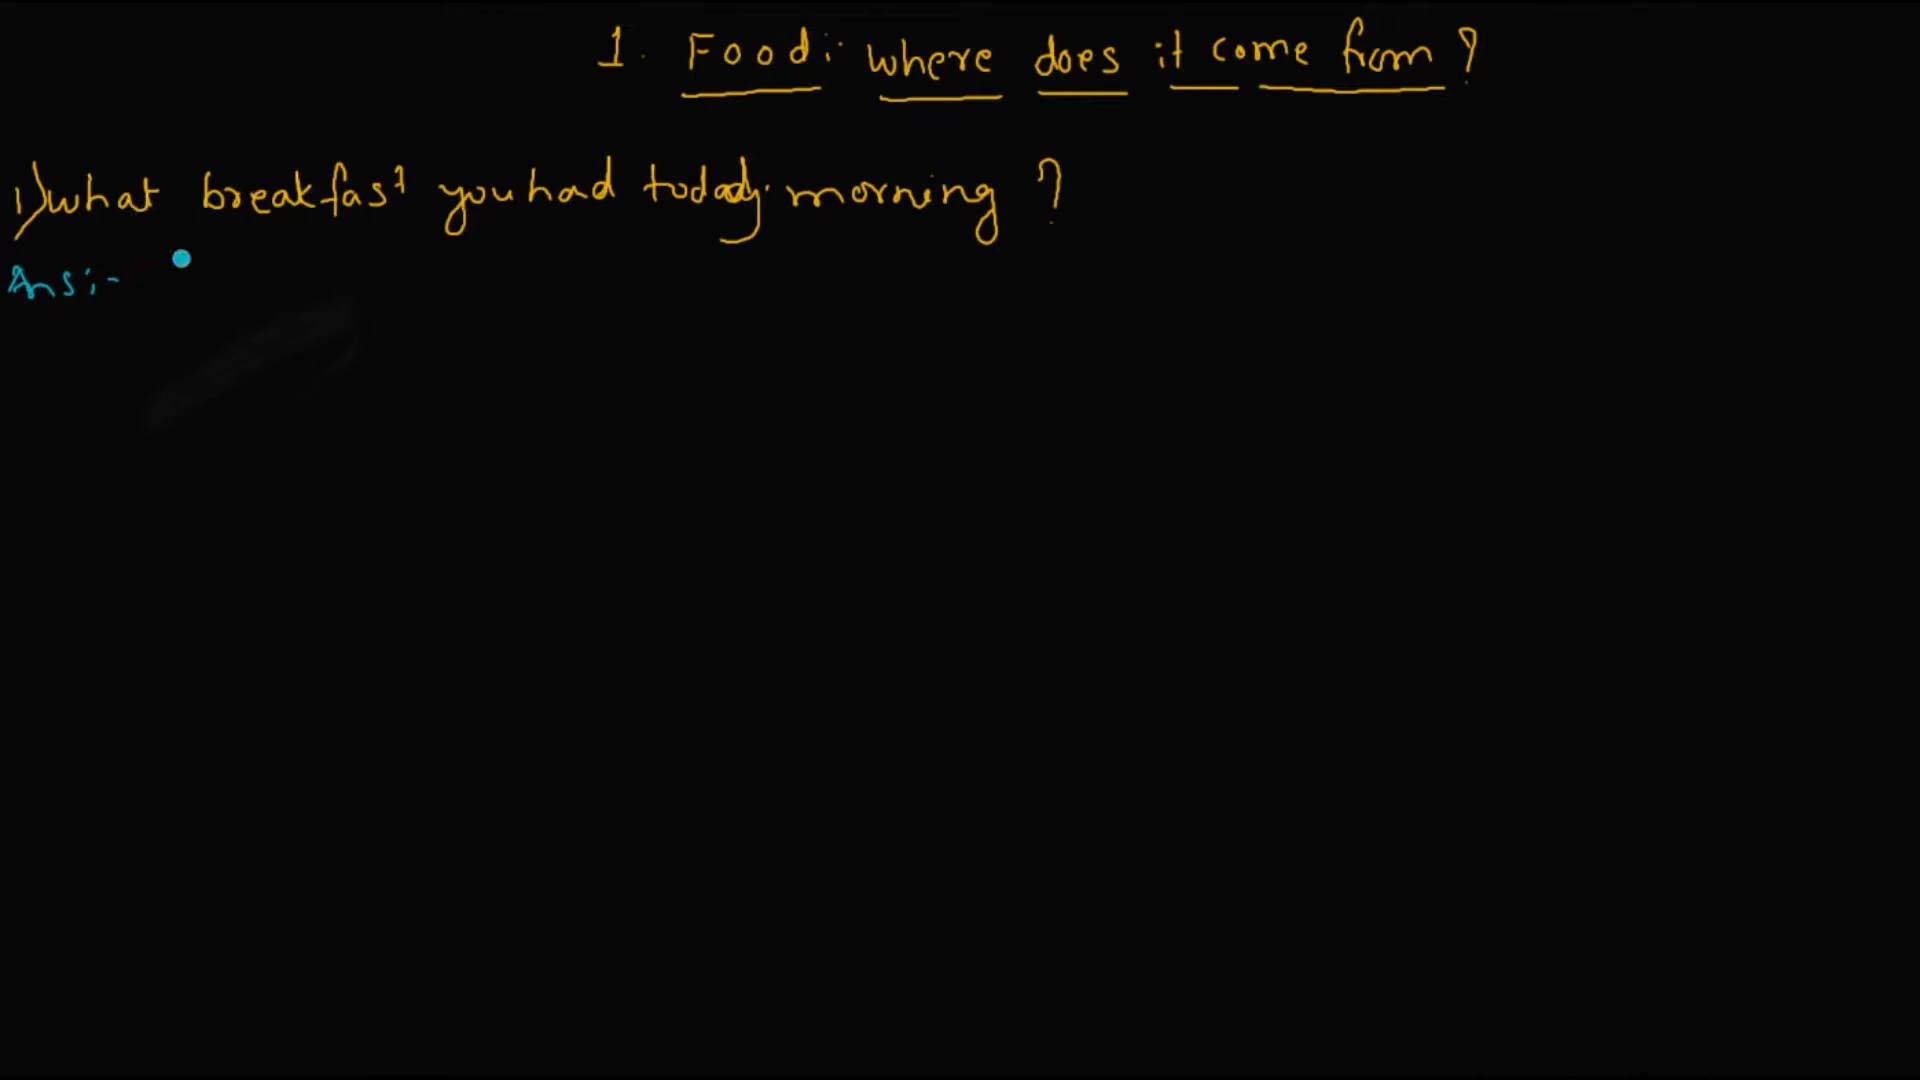 1. Food: where does it come from?
1) what breakfast you had today morning?
Ans:-